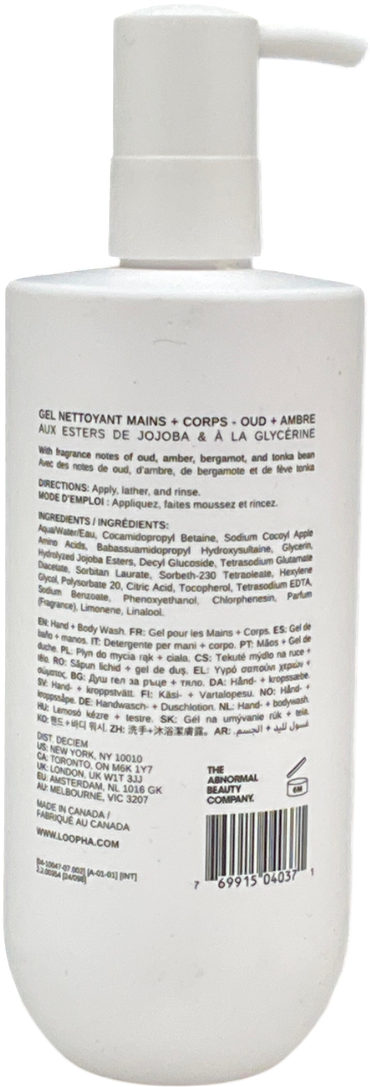 GEL NETTOYANT MAINS + CORPS - OUD + AMBRE
AUX ESTERS DE JOJOBA & À LA GLYCÉRINE
With fragrance notes of oud, amber, bergamot, and tonka bean
Avec des notes de oud, d'ambre, de bergamote et de fève tonka
DIRECTIONS: Apply, lather, and rinse.
MODE D'EMPLOI : Appliquez, faites moussez et rincez.
INGREDIENTS / INGRÉDIENTS:
Aqua/Water/Eau, Cocamidopropyl Betaine, Sodium Cocoyl Apple
Amino Acids, Babassuamidopropyl Hydroxysultaine, Glycerin,
Hydrolyzed Jojoba Esters, Decyl Glucoside, Tetrasodium Glutamate
Diacetate, Sorbitan Laurate, Sorbeth-230 Tetraoleate, Hexylene
Glycol, Polysorbate 20, Citric Acid, Tocopherol, Tetrasodium EDTA,
Sodium Benzoate, Phenoxyethanol, Chlorphenesin, Parfum
(Fragrance), Limonene, Linalool.
EN: Hand + Body Wash. FR: Gel pour les Mains + Corps. ES: Gel de
baño + manos. IT: Detergente per mani + corpo. PT: Mãos + Gel de
duche. PL: Płyn do mycia rąk + ciała. CS: Tekuté mýdlo na ruce +
tělo. RO: Săpun lichid + gel de duș. EL: Υγρό σαπούνι χεριών +
σώματος. BG: Душ гел за ръце + тяло. DA: Hånd- + kropssæbe.
SV: Hand- + kroppstvätt. FI: Käsi- + Vartalopesu. NO: Hånd- +
kroppsåpe. DE: Handwasch- + Duschlotion. NL: Hand- + bodywash.
HU: Lemosó kézre + testre. SK: Gél na umývanie rúk + tela.
KO: 핸드+바디 워시. ZH: 洗手+沐浴潔膚露. AR: غسول لليد + الجسم.
DIST. DECIEM
US: NEW YORK, NY 10010
CA: TORONTO, ON M6K 1Y7
UK: LONDON, UK W1T 3JJ
EU: AMSTERDAM, NL 1016 GK
AU: MELBOURNE, VIC 3207
MADE IN CANADA /
FABRIQUÉ AU CANADA
WWW.LOOPHA.COM
THE
ABNORMAL
BEAUTY
COMPANY.
6M
7 69915 04037 1